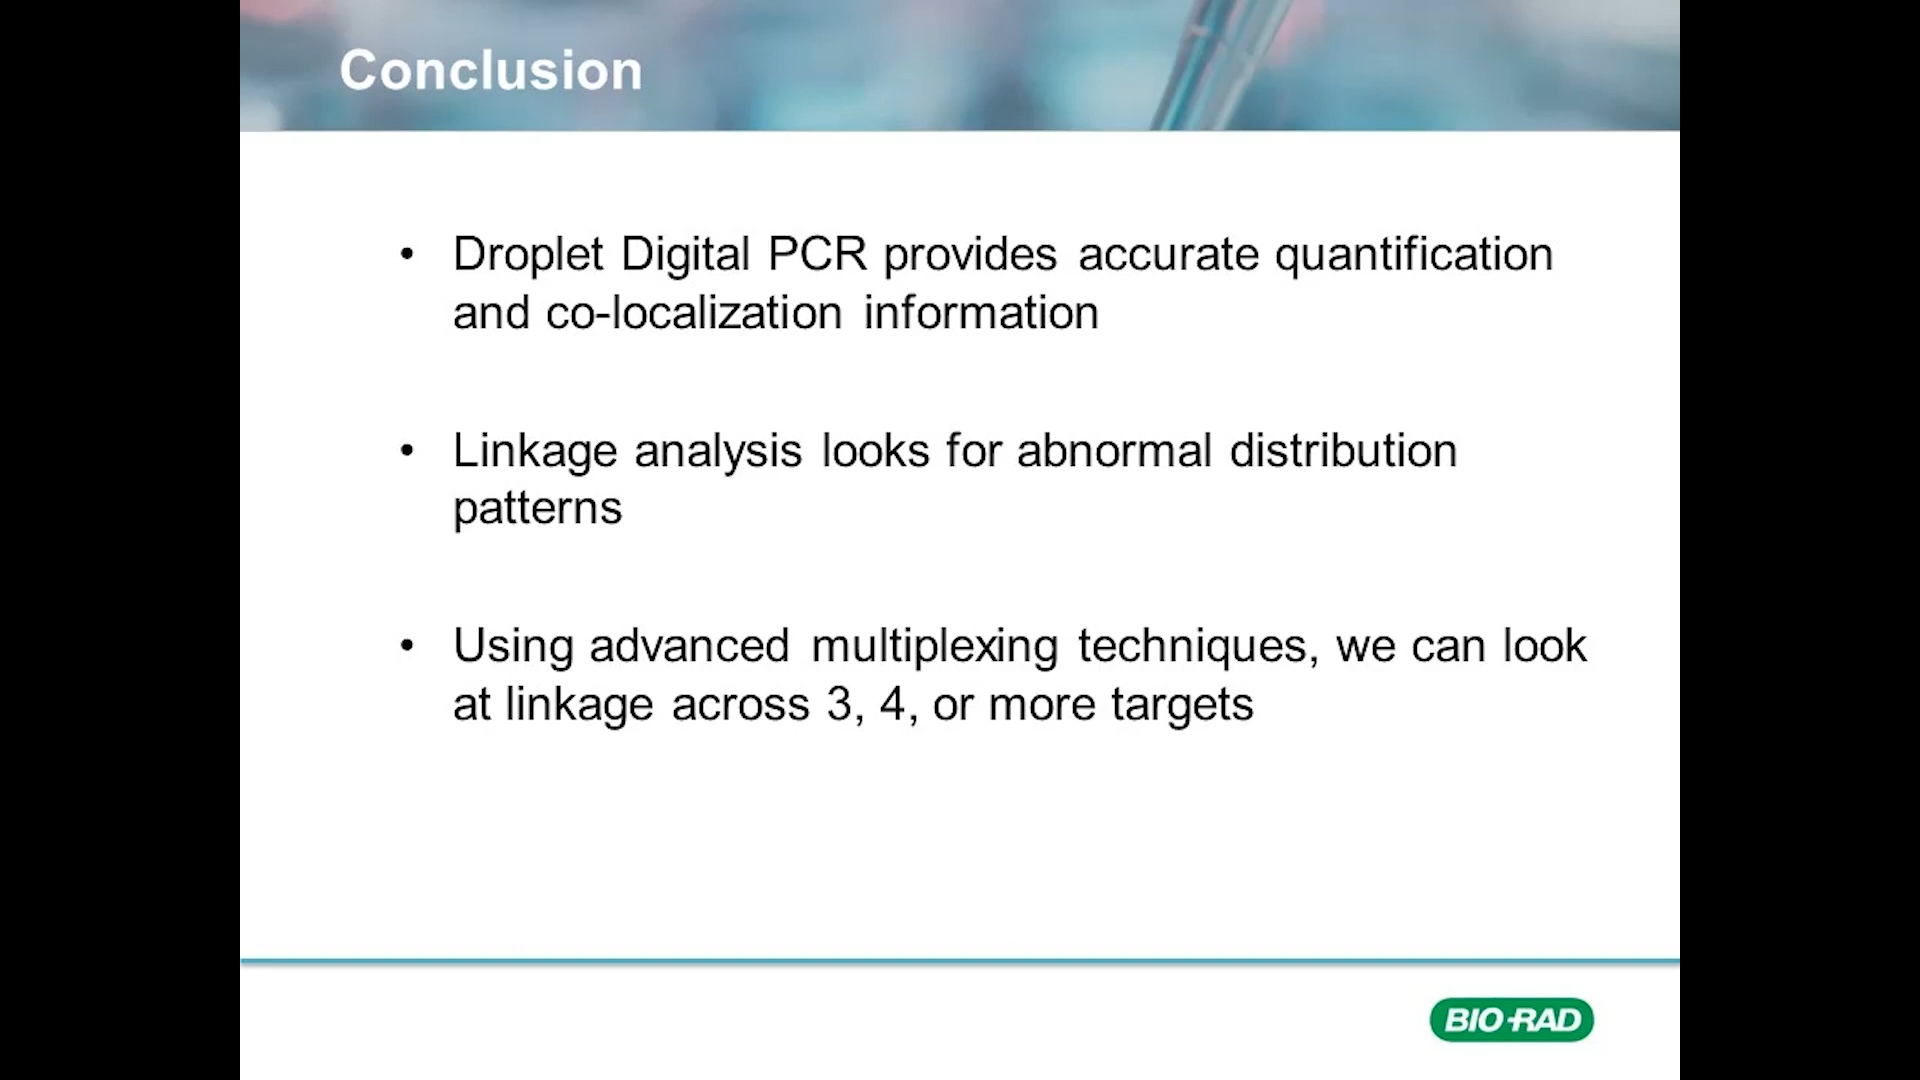 Conclusion
• Droplet Digital PCR provides accurate quantification
and co-localization information
• Linkage analysis looks for abnormal distribution
patterns
• Using advanced multiplexing techniques, we can look
at linkage across 3, 4, or more targets
BIO-RAD